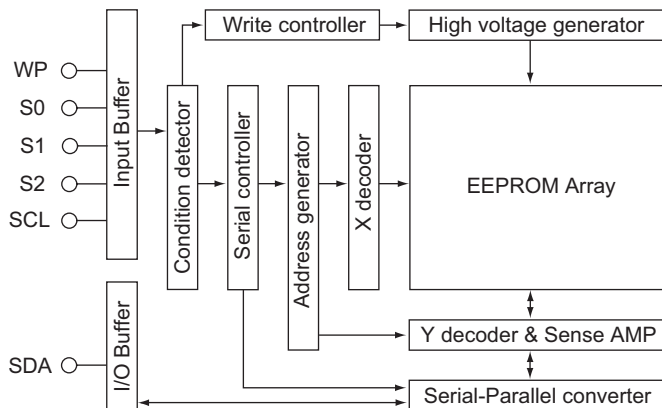 Write controller
High voltage generator
WP
S0
S1
S2
SCL
Input Buffer
Condition detector
Serial controller
Address generator
X decoder
EEPROM Array
SDA
I/O Buffer
Y decoder & Sense AMP
Serial-Parallel converter